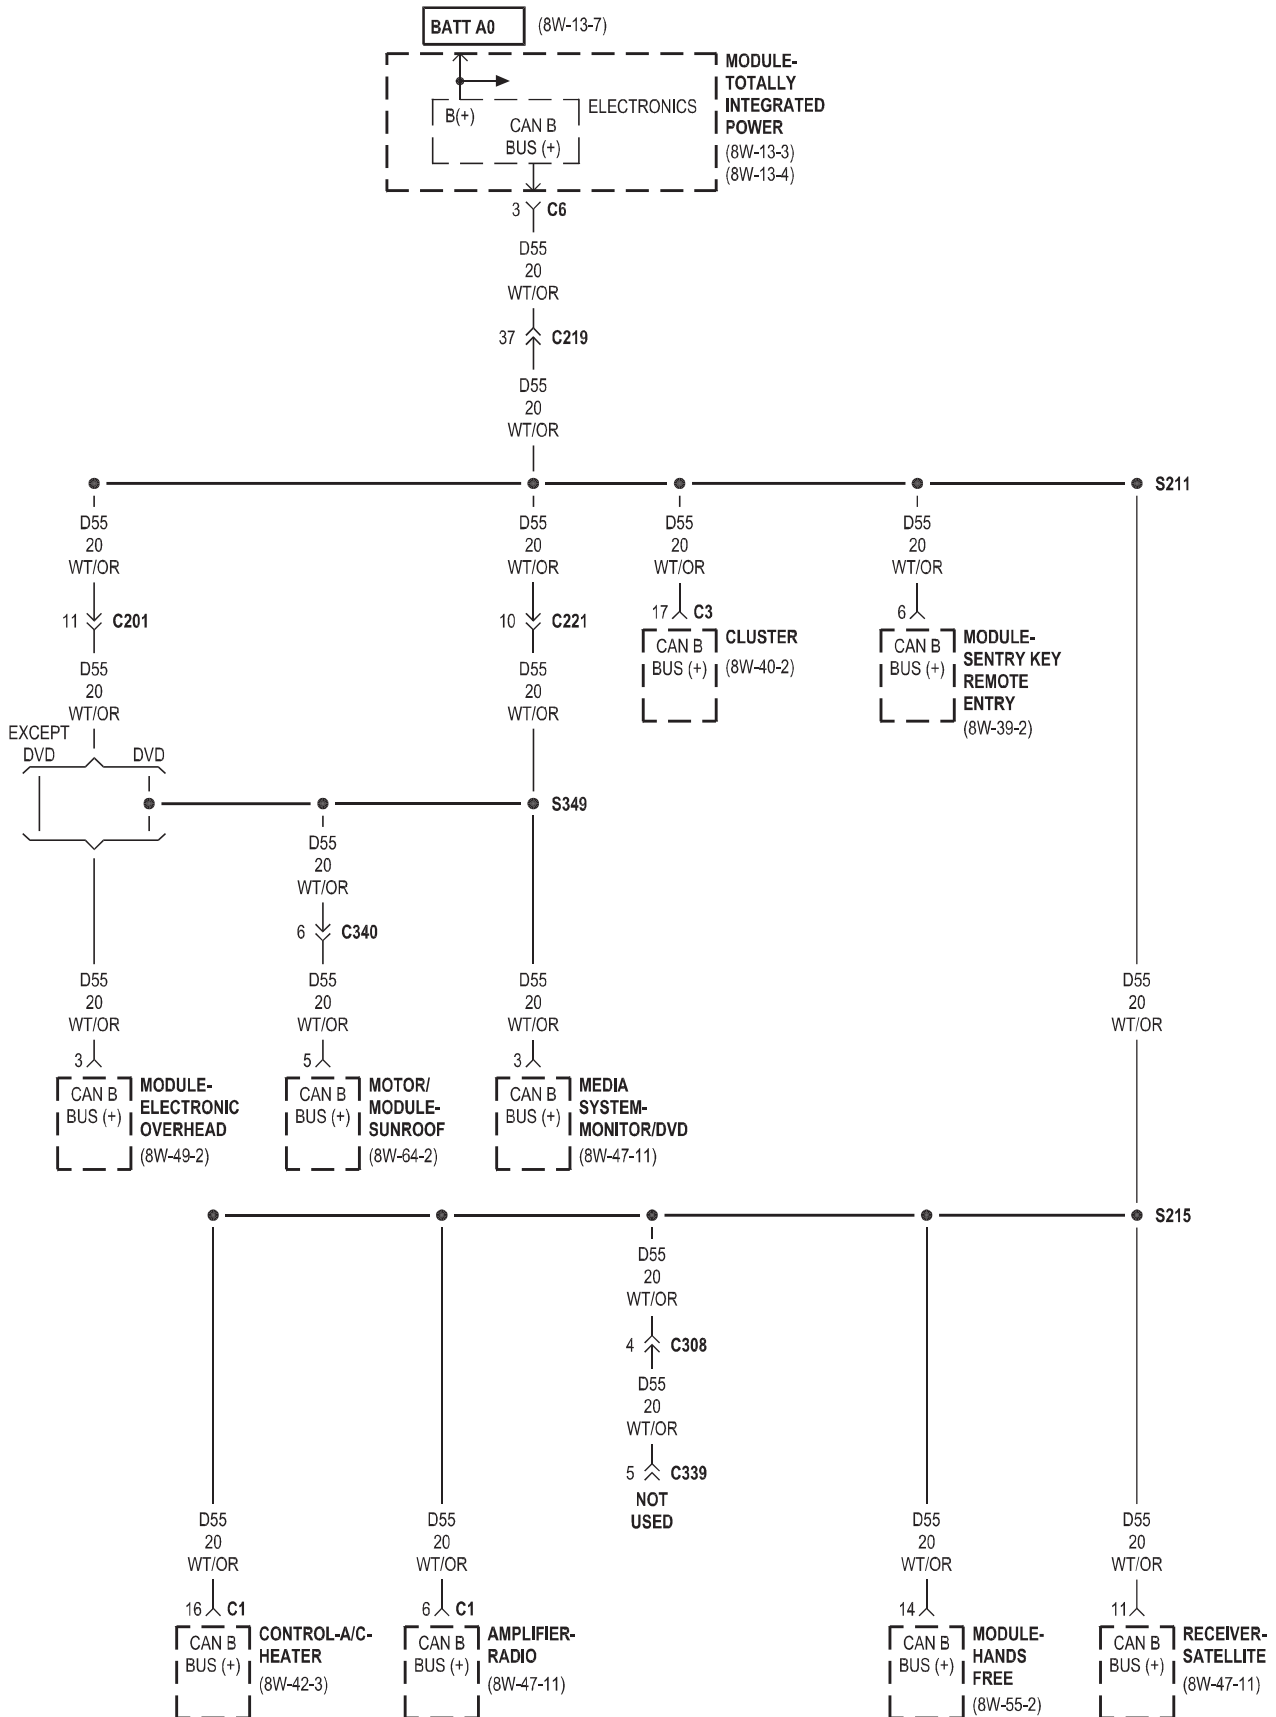 BATT A0 (8W-13-7)
MODULE-
TOTALLY
INTEGRATED
POWER
(8W-13-3)
(8W-13-4)
B(+)
ELECTRONICS
CAN B
BUS (+)
3 C6
D55
20
WT/OR
37 C219
D55
20
WT/OR
S211
D55
20
WT/OR
D55
20
WT/OR
D55
20
WT/OR
D55
20
WT/OR
11 C201
10 C221
17 C3
6
CAN B
BUS (+)
CLUSTER
(8W-40-2)
CAN B
BUS (+)
MODULE-
SENTRY KEY
REMOTE
ENTRY
(8W-39-2)
D55
20
WT/OR
D55
20
WT/OR
EXCEPT
DVD
DVD
S349
D55
20
WT/OR
6 C340
D55
20
WT/OR
D55
20
WT/OR
D55
20
WT/OR
D55
20
WT/OR
3
5
3
CAN B
BUS (+)
MODULE-
ELECTRONIC
OVERHEAD
(8W-49-2)
CAN B
BUS (+)
MOTOR/
MODULE-
SUNROOF
(8W-64-2)
CAN B
BUS (+)
MEDIA
SYSTEM-
MONITOR/DVD
(8W-47-11)
S215
D55
20
WT/OR
4 C308
D55
20
WT/OR
5 C339
NOT
USED
D55
20
WT/OR
D55
20
WT/OR
D55
20
WT/OR
D55
20
WT/OR
16 C1
6 C1
14
11
CAN B
BUS (+)
CONTROL-A/C-
HEATER
(8W-42-3)
CAN B
BUS (+)
AMPLIFIER-
RADIO
(8W-47-11)
CAN B
BUS (+)
MODULE-
HANDS
FREE
(8W-55-2)
CAN B
BUS (+)
RECEIVER-
SATELLITE
(8W-47-11)